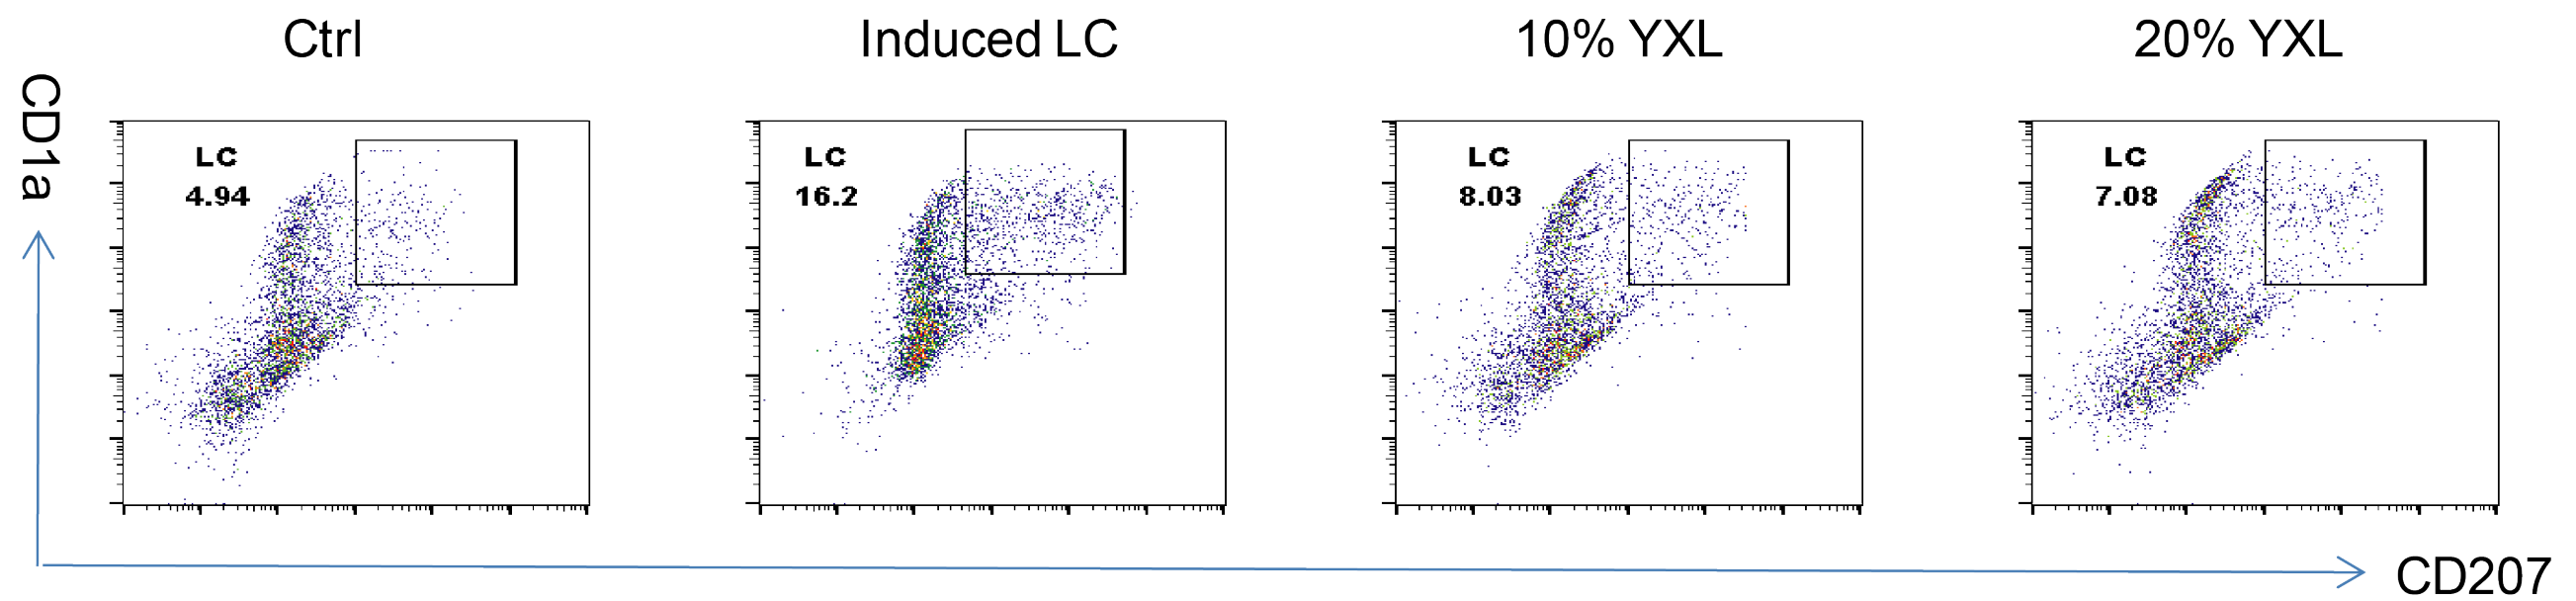 Ctrl
Induced LC
10% YXL
20% YXL
CD1a
LC
4.94
LC
16.2
LC
8.03
LC
7.08
CD207